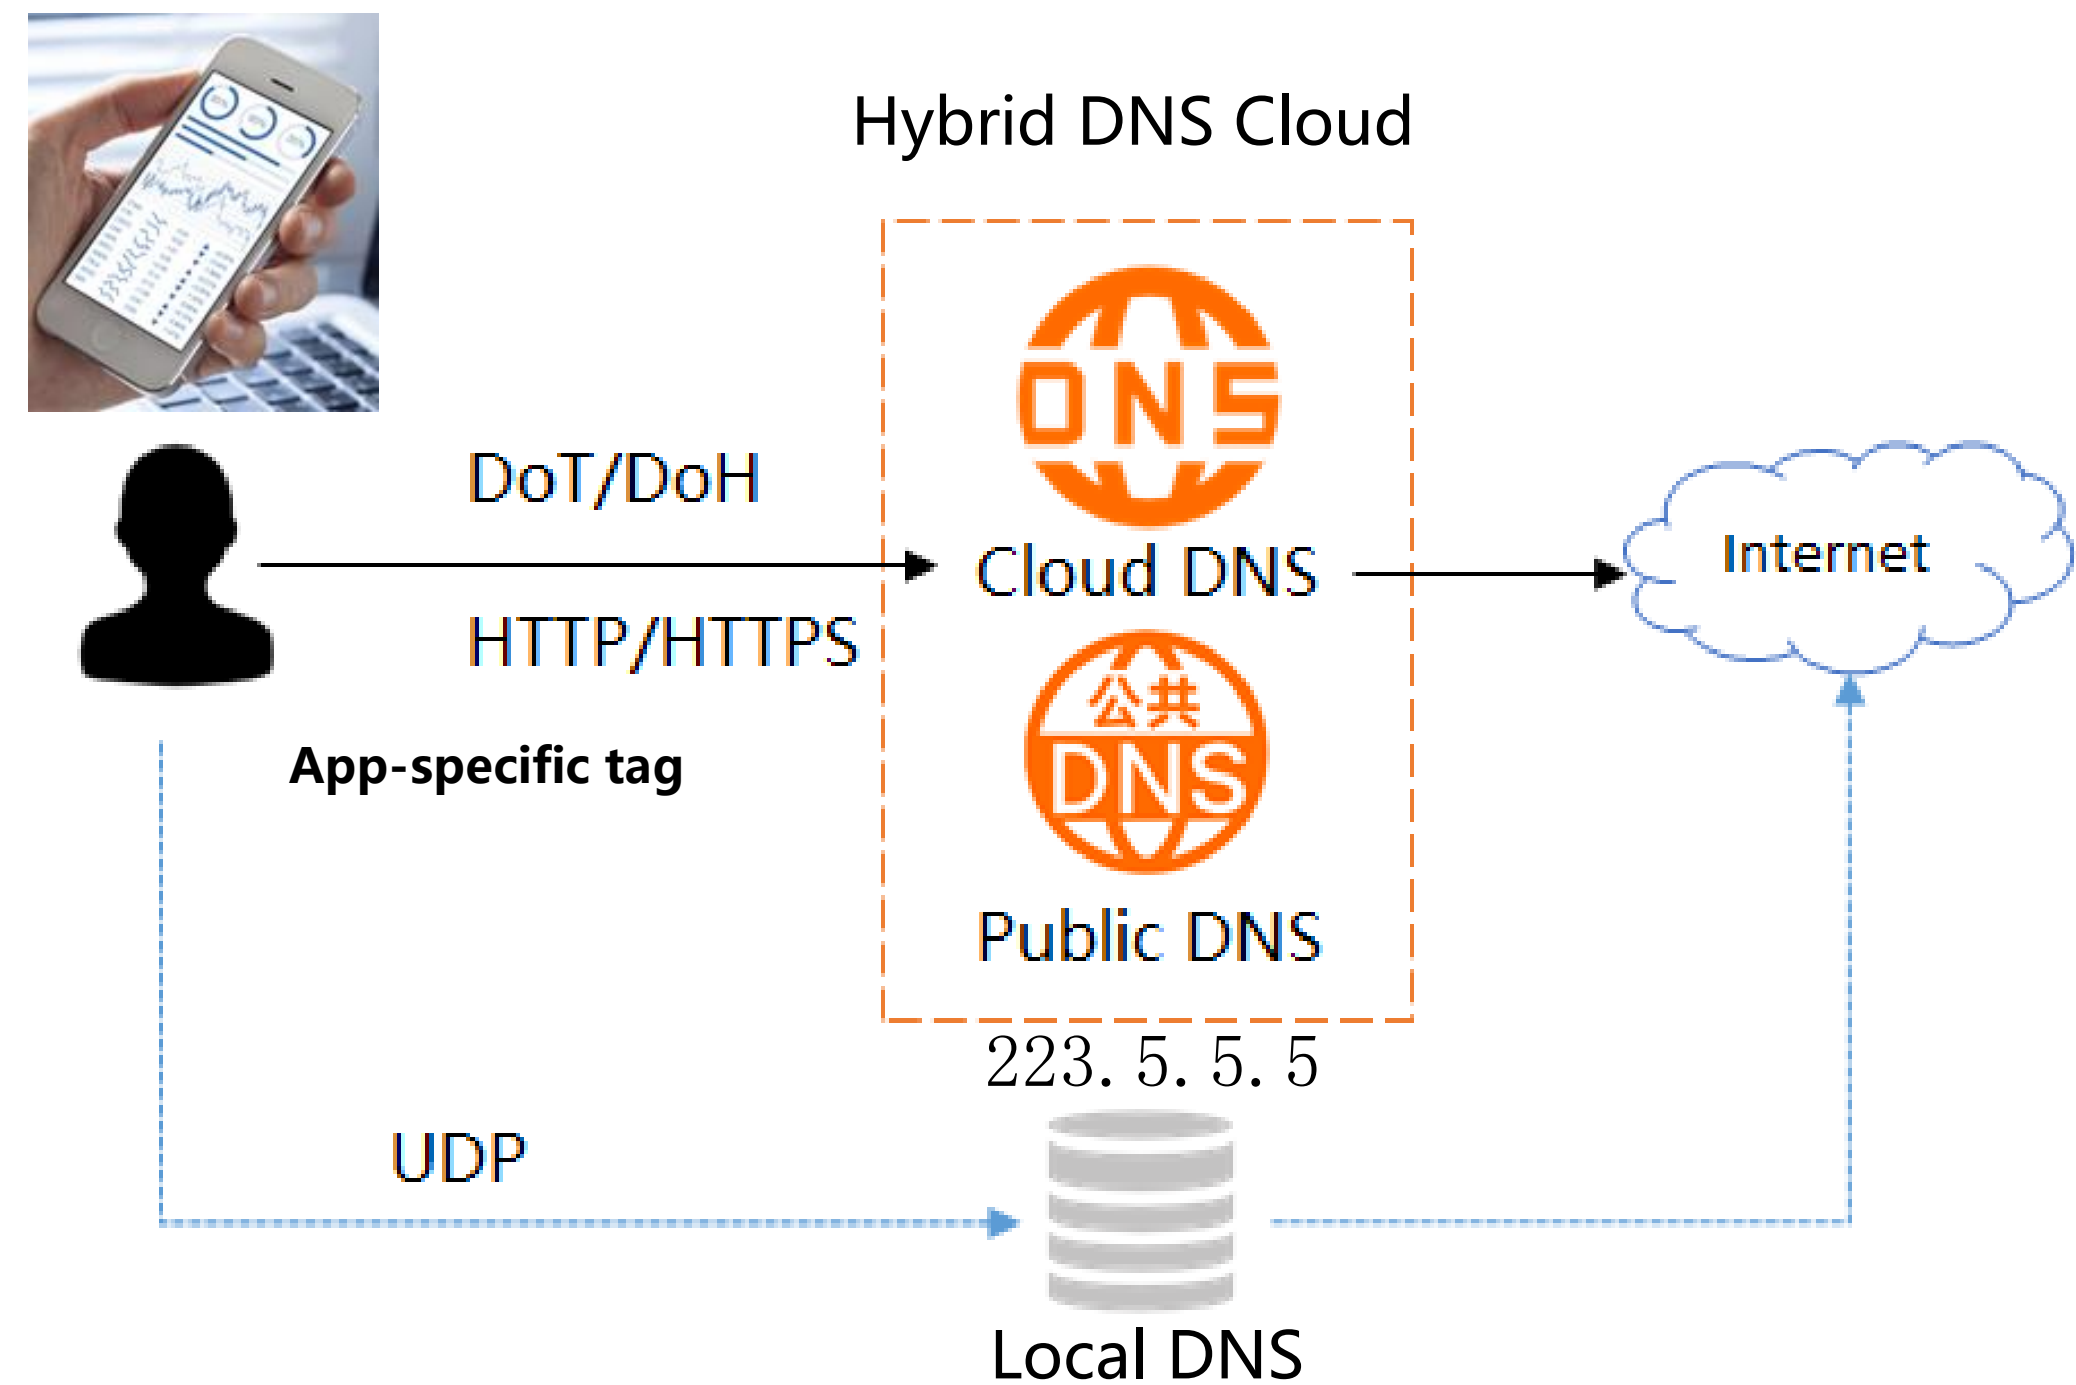 Hybrid DNS Cloud
DNS
DoT/DoH
Cloud DNS
Internet
HTTP/HTTPS
公共
DNS
App-specific tag
Public DNS
223.5.5.5
UDP
Local DNS